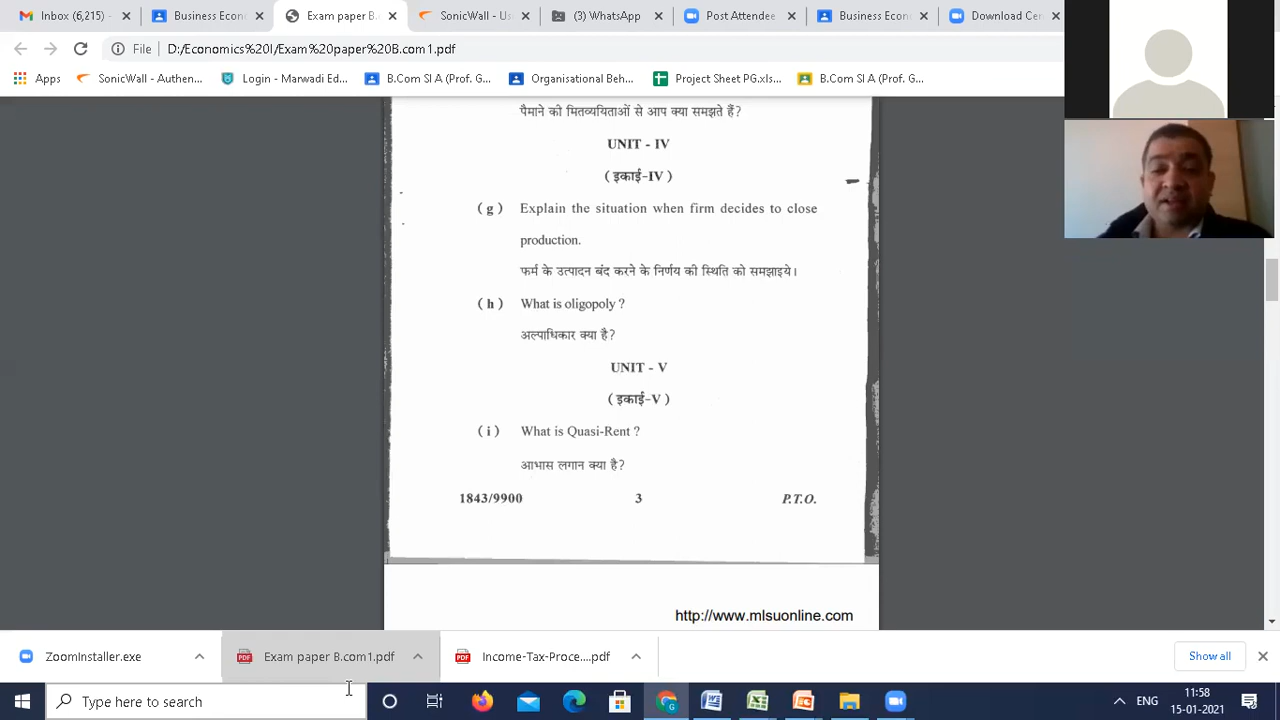 Inbox (6,215) -
Business Econ
Exam paper B.
SonicWall - Us
(3) WhatsApp
Post Attendee
Business Econ
Download Cen
File
D:/Economics%20I/Exam%20paper%20B.com1.pdf
Apps
SonicWall - Authen...
Login - Marwadi Ed...
B.Com SI A (Prof. G...
Organisational Beh...
Project Sheet PG.xls...
B.Com SI A (Prof. G...
पैमाने की मितव्ययिताओं से आप क्या समझते हैं?
UNIT - IV
(इकाई-IV)
(g) Explain the situation when firm decides to close
production.
फर्म के उत्पादन बंद करने के निर्णय की स्थिति को समझाइये।
(h) What is oligopoly ?
अल्पाधिकार क्या है?
UNIT - V
(इकाई-V)
(i) What is Quasi-Rent ?
आभास लगान क्या है?
1843/9900 3 P.T.O.
http://www.mlsuonline.com
ZoomInstaller.exe
Exam paper B.com1.pdf
Income-Tax-Proce....pdf
Show all
Type here to search
ENG
11:58
15-01-2021